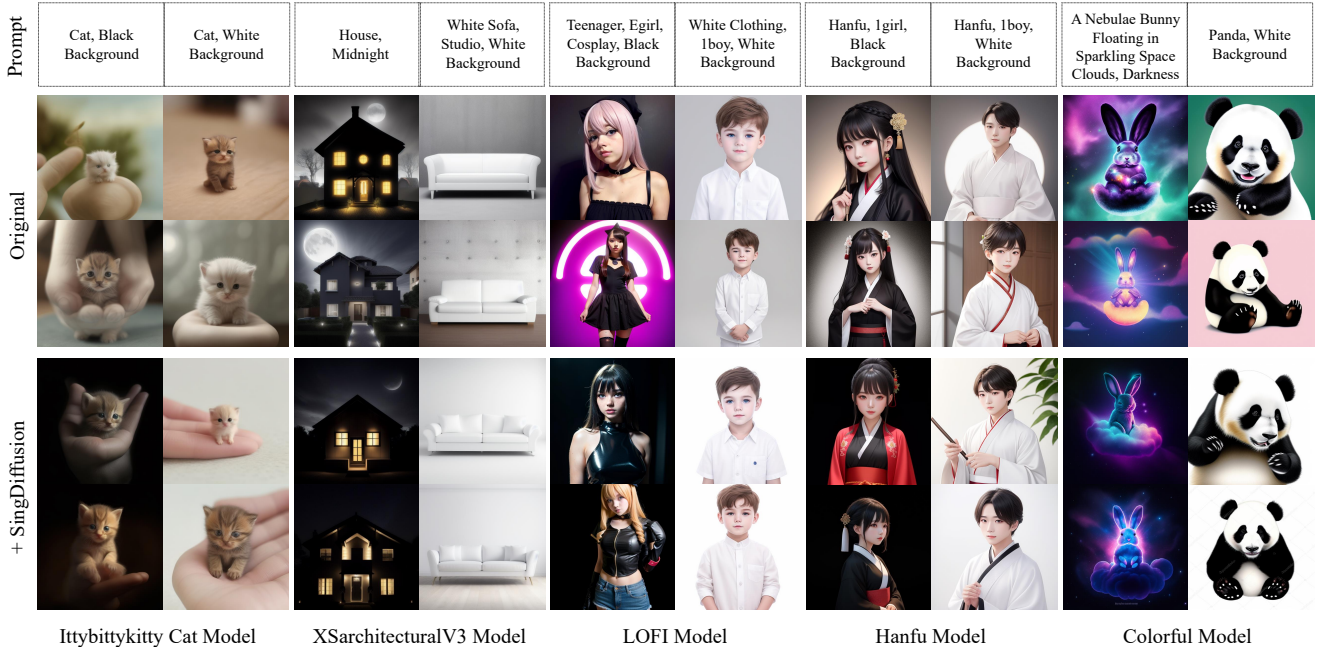 Prompt
Cat, Black
Background
Cat, White
Background
House,
Midnight
White Sofa,
Studio, White
Background
Teenager, Egirl,
Cosplay, Black
Background
White Clothing,
1boy, White
Background
Hanfu, 1girl,
Black
Background
Hanfu, 1boy,
White
Background
A Nebulae Bunny
Floating in
Sparkling Space
Clouds, Darkness
Panda, White
Background
Original
+ SingDiffusion
Ittybittykitty Cat Model
XSarchitecturalV3 Model
LOFI Model
Hanfu Model
Colorful Model